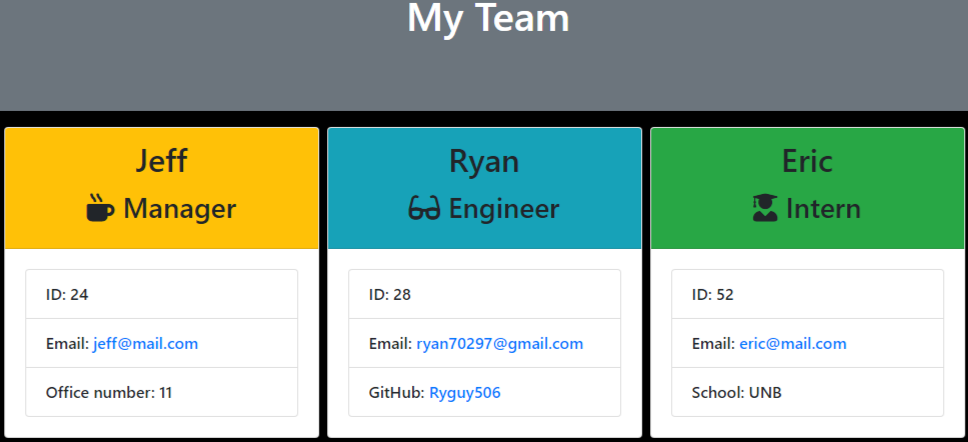 My Team
Jeff
Manager
ID: 24
Email: jeff@mail.com
Office number: 11
Ryan
Engineer
ID: 28
Email: ryan70297@gmail.com
GitHub: Ryguy506
Eric
Intern
ID: 52
Email: eric@mail.com
School: UNB